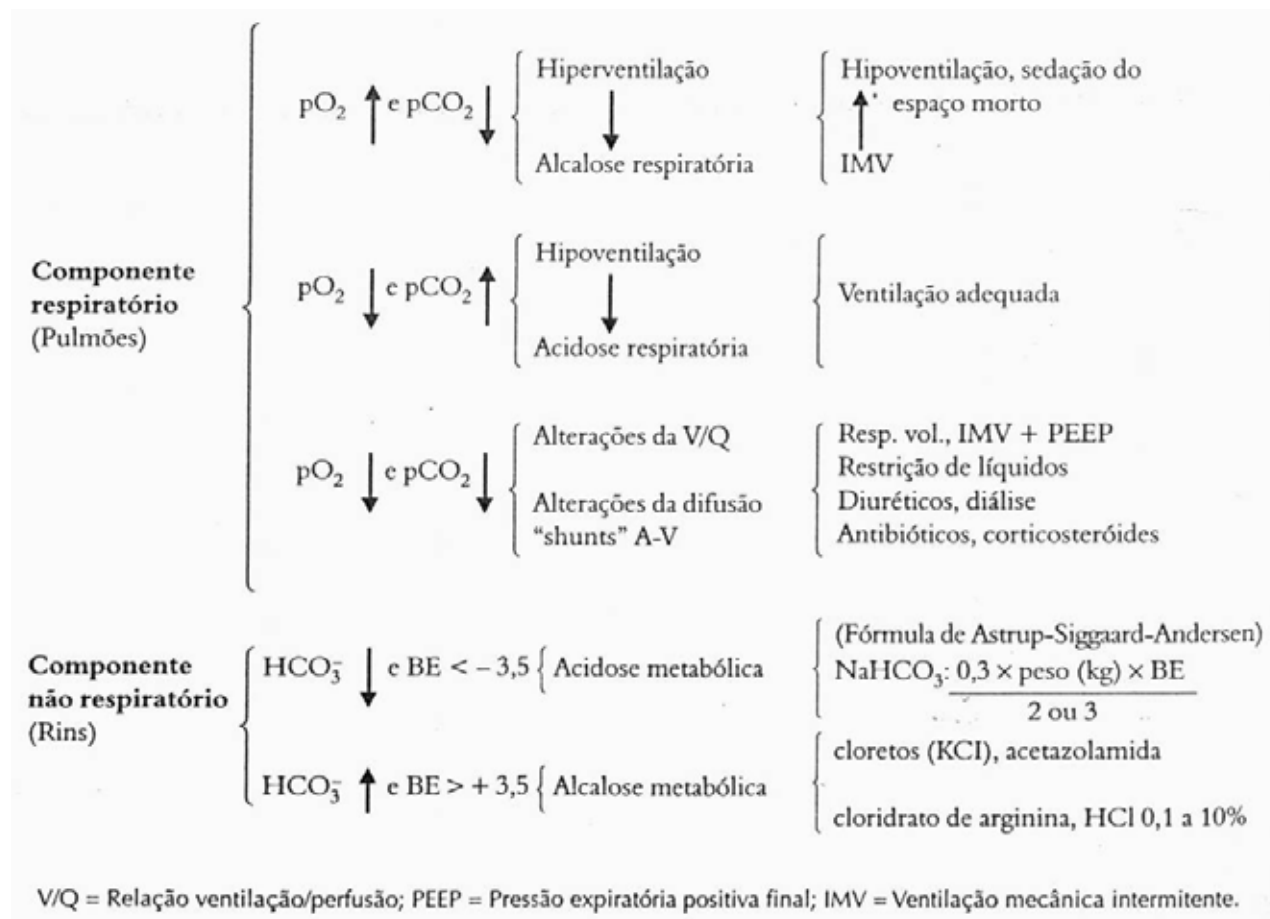 pO₂ ↑ e pCO₂ ↓
Hiperventilação
↓
Alcalose respiratória
Hipoventilação, sedação do
↑ espaço morto
IMV
Componente
respiratório
(Pulmões)
pO₂ ↓ e pCO₂ ↑
Hipoventilação
↓
Acidose respiratória
Ventilação adequada
pO₂ ↓ e pCO₂ ↓
Alterações da V/Q
Alterações da difusão
“shunts” A-V
Resp. vol., IMV + PEEP
Restrição de líquidos
Diuréticos, diálise
Antibióticos, corticosteróides
Componente
não respiratório
(Rins)
HCO₃⁻ ↓ e BE < – 3,5 { Acidose metabólica
(Fórmula de Astrup-Siggaard-Andersen)
NaHCO₃: 0,3 × peso (kg) × BE
2 ou 3
HCO₃⁻ ↑ e BE > + 3,5 { Alcalose metabólica
cloretos (KCI), acetazolamida
cloridrato de arginina, HCl 0,1 a 10%
V/Q = Relação ventilação/perfusão; PEEP = Pressão expiratória positiva final; IMV = Ventilação mecânica intermitente.